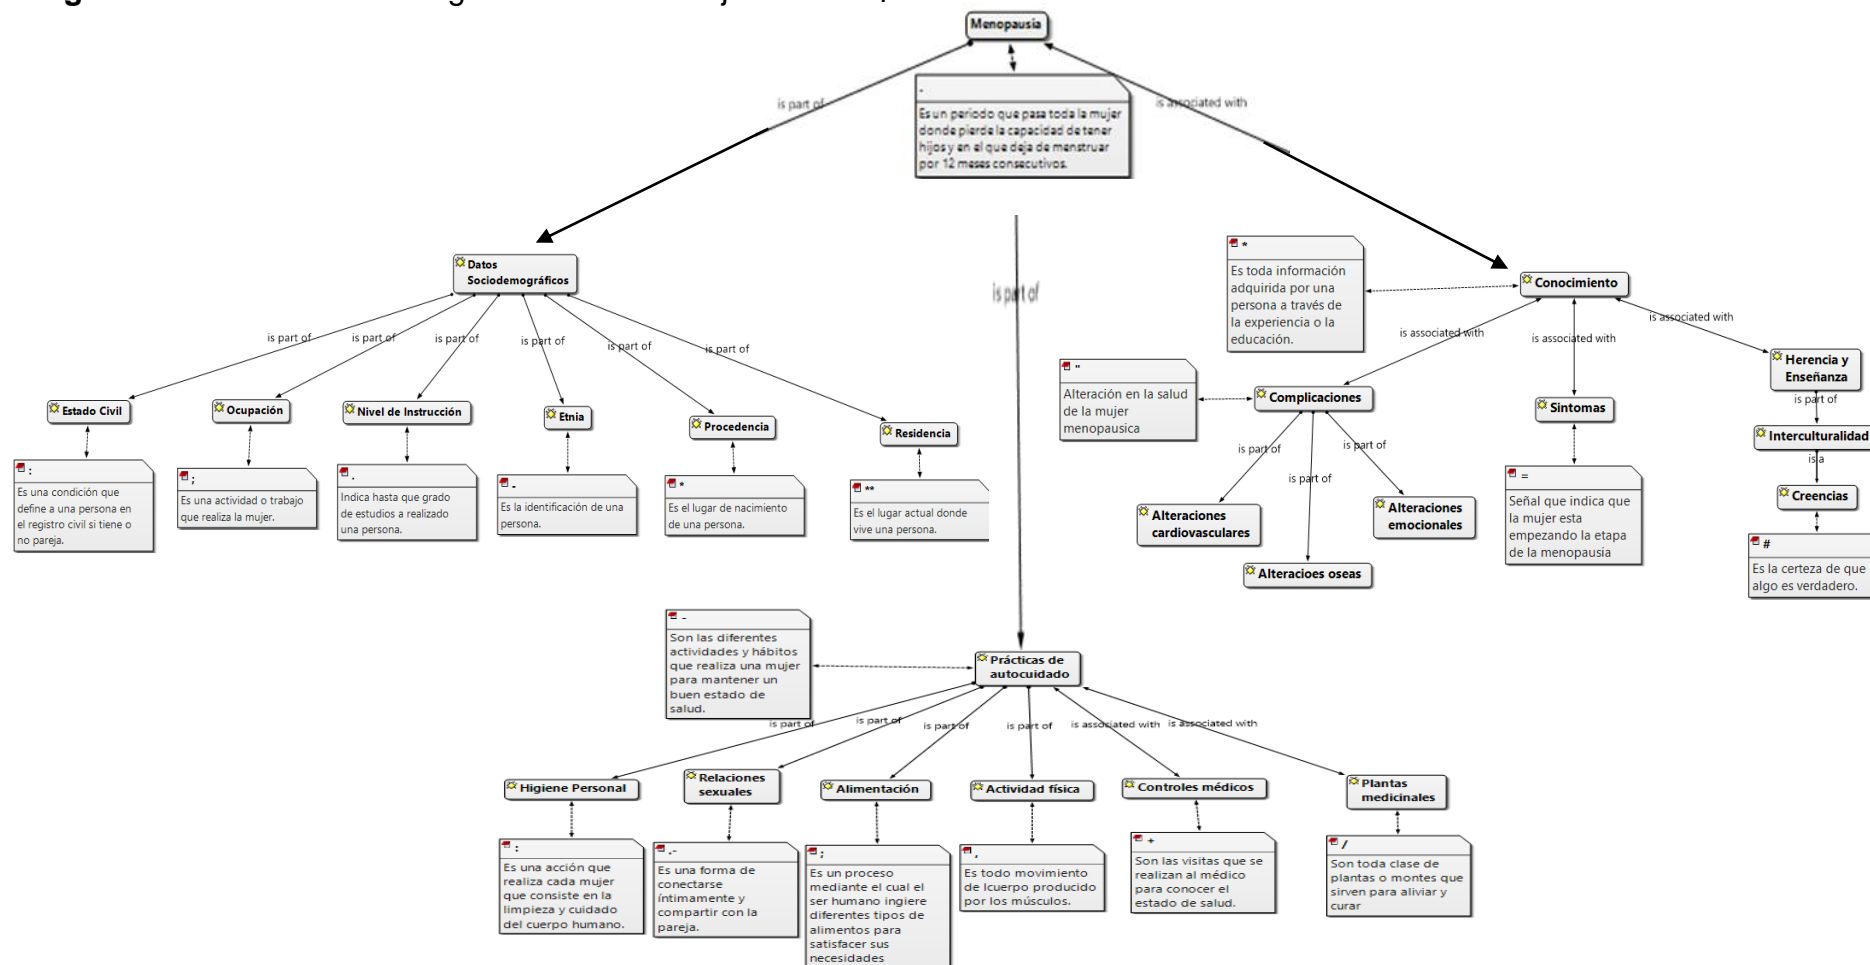 Menopausia
is part of
is associated with
-
Es un periodo que pasa toda la mujer
donde pierde la capacidad de tener
hijos y en el que deja de menstruar
por 12 meses consecutivos.
is part of
Datos
Sociodemográficos
is part of
is part of
is part of
is part of
is part of
is part of
Estado Civil
Ocupación
Nivel de Instrucción
Etnia
Procedencia
Residencia
:
Es una condición que
define a una persona en
el registro civil si tiene o
no pareja.
;
Es una actividad o trabajo
que realiza la mujer.
.
Indica hasta que grado
de estudios a realizado
una persona.
-
Es la identificación de una
persona.
*
Es el lugar de nacimiento
de una persona.
**
Es el lugar actual donde
vive una persona.
*
Es toda información
adquirida por una
persona a través de
la experiencia o la
educación.
Conocimiento
is associated with
is associated with
is associated with
"
Alteración en la salud
de la mujer
menopausica
Complicaciones
is part of
is part of
is part of
Alteraciones
cardiovasculares
Alteracioes oseas
Alteraciones
emocionales
Sintomas
=
Señal que indica que
la mujer esta
empezando la etapa
de la menopausia
Herencia y
Enseñanza
is part of
Interculturalidad
is a
Creencias
#
Es la certeza de que
algo es verdadero.
-
Son las diferentes
actividades y hábitos
que realiza una mujer
para mantener un
buen estado de
salud.
Prácticas de
autocuidado
is part of
is part of
is part of
is part of
is associated with
is associated with
Higiene Personal
Relaciones
sexuales
Alimentación
Actividad física
Controles médicos
Plantas
medicinales
:
Es una acción que
realiza cada mujer
que consiste en la
limpieza y cuidado
del cuerpo humano.
.-
Es una forma de
conectarse
íntimamente y
compartir con la
pareja.
;
Es un proceso
mediante el cual el
ser humano ingiere
diferentes tipos de
alimentos para
satisfacer sus
necesidades
,
Es todo movimiento
de lcuerpo producido
por los músculos.
+
Son las visitas que se
realizan al médico
para conocer el
estado de salud.
/
Son toda clase de
plantas o montes que
sirven para aliviar y
curar